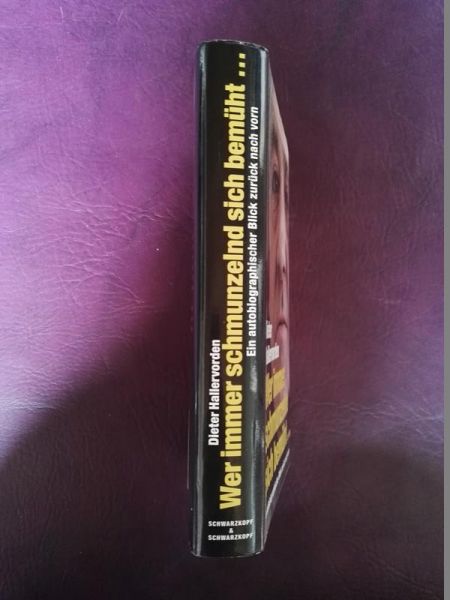 Dieter Hallervorden
Wer immer schmunzelnd sich bemüht ...
Ein autobiographischer Blick zurück nach vorn
SCHWARZKOPF
&
SCHWARZKOPF